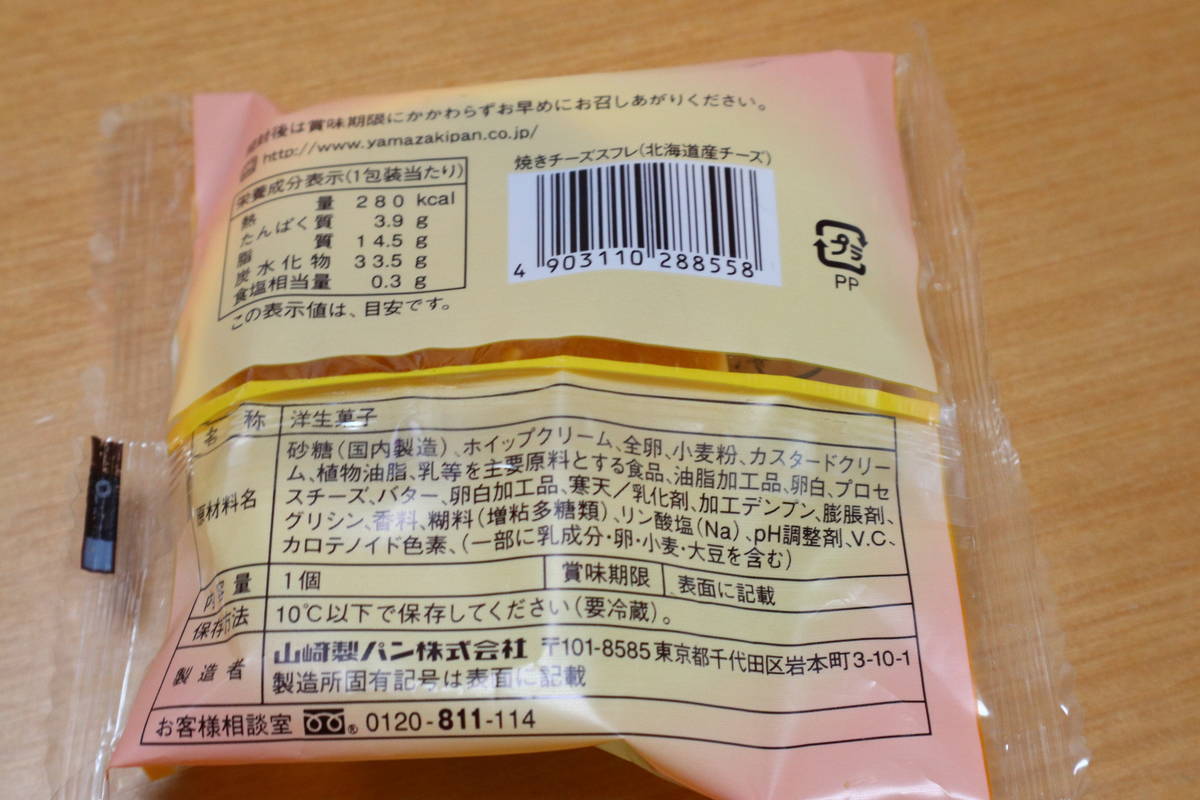 開封後は賞味期限にかかわらずお早めにお召しあがりください。
http://www.yamazakipan.co.jp/
栄養成分表示(1包装当たり)
熱量 280 kcal
たんぱく質 3.9 g
脂質 14.5 g
炭水化物 33.5 g
食塩相当量 0.3 g
この表示値は、目安です。
焼きチーズスフレ(北海道産チーズ)
4 903110 288558
プラ
PP
名称 洋生菓子
原材料名 砂糖(国内製造)、ホイップクリーム、全卵、小麦粉、カスタードクリー
ム、植物油脂、乳等を主要原料とする食品、油脂加工品、卵白、プロセ
スチーズ、バター、卵白加工品、寒天/乳化剤、加工デンプン、膨脹剤、
グリシン、香料、糊料(増粘多糖類)、リン酸塩(Na)、pH調整剤、V.C、
カロテノイド色素、(一部に乳成分・卵・小麦・大豆を含む)
内容量 1個 賞味期限 表面に記載
保存方法 10℃以下で保存してください(要冷蔵)。
製造者 山崎製パン株式会社 〒101-8585 東京都千代田区岩本町3-10-1
製造所固有記号は表面に記載
お客様相談室 ® 0120-811-114